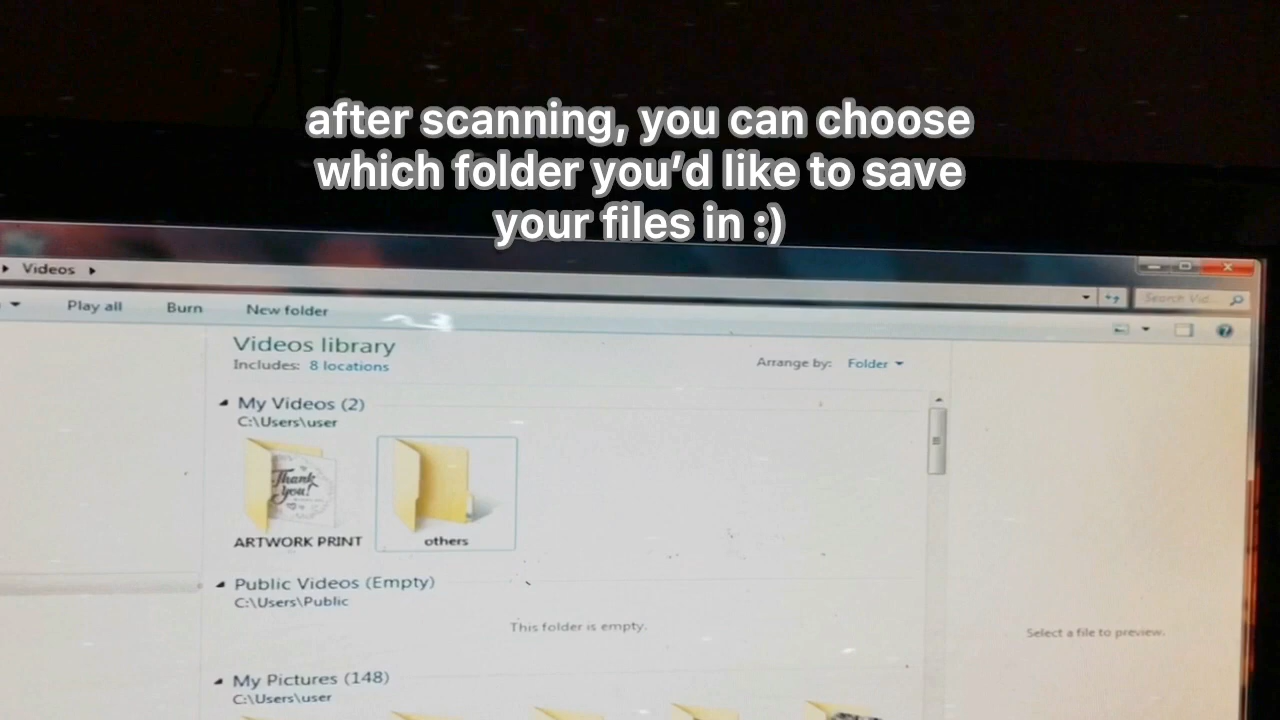 after scanning, you can choose
which folder you’d like to save
your files in :)
Videos
Play all Burn New folder
Search Vid...
Videos library
Includes: 8 locations
Arrange by: Folder
My Videos (2)
C:\Users\user
Thank
you!
ARTWORK PRINT others
Public Videos (Empty)
C:\Users\Public
This folder is empty.
Select a file to preview.
My Pictures (148)
C:\Users\user